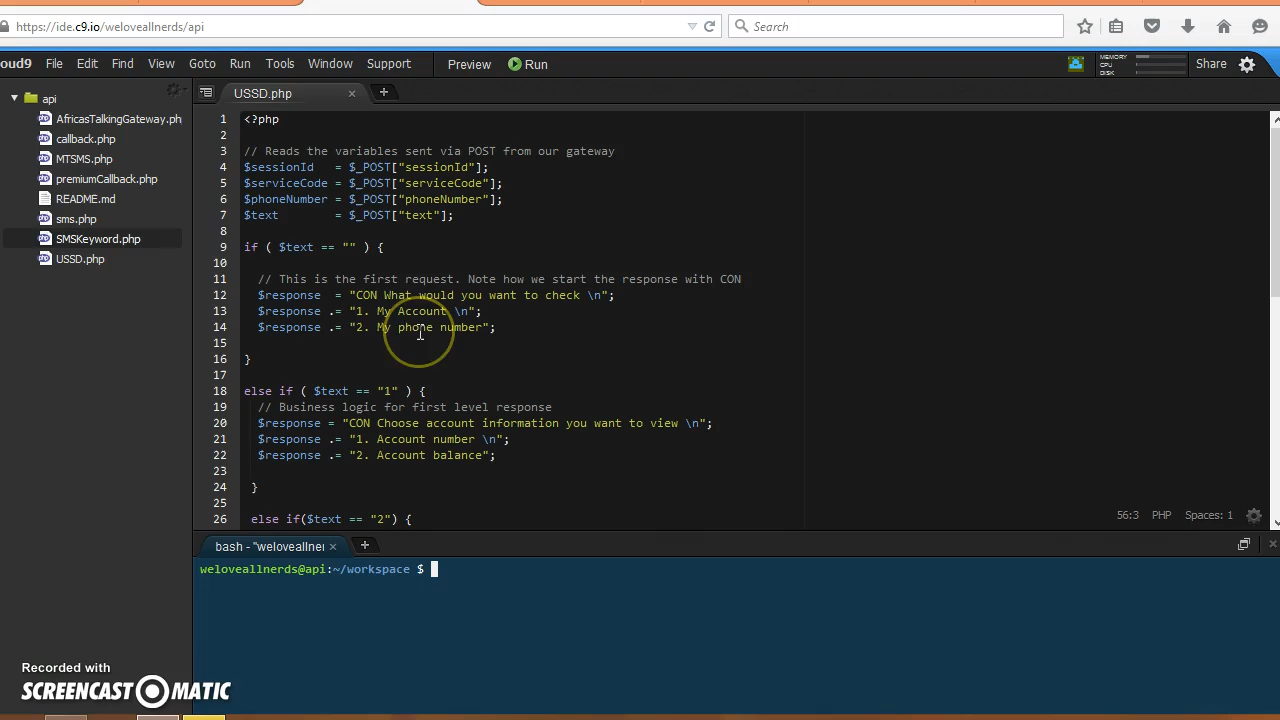 https://ide.c9.io/weloveallnerds/api
Search
oud9 File Edit Find View Goto Run Tools Window Support Preview Run
MEMORY
CPU
DISK
Share
api
AfricasTalkingGateway.ph
callback.php
MTSMS.php
premiumCallback.php
README.md
sms.php
SMSKeyword.php
USSD.php
USSD.php
1 <?php
2
3 // Reads the variables sent via POST from our gateway
4 $sessionId   = $_POST["sessionId"];
5 $serviceCode = $_POST["serviceCode"];
6 $phoneNumber = $_POST["phoneNumber"];
7 $text        = $_POST["text"];
8
9 if ( $text == "" ) {
10
11   // This is the first request. Note how we start the response with CON
12   $response  = "CON What would you want to check \n";
13   $response .= "1. My Account \n";
14   $response .= "2. My phone number";
15
16 }
17
18 else if ( $text == "1" ) {
19   // Business logic for first level response
20   $response = "CON Choose account information you want to view \n";
21   $response .= "1. Account number \n";
22   $response .= "2. Account balance";
23
24  }
25
26  else if($text == "2") {
56:3 PHP Spaces: 1
bash - "weloveallner
weloveallnerds@api:~/workspace $
Recorded with
SCREENCAST O MATIC